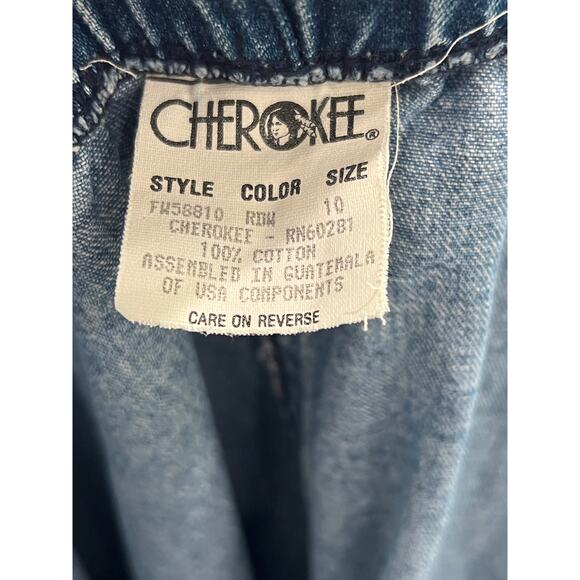 CHEROKEE®
STYLE COLOR SIZE
FW58810 RDW 10
CHEROKEE - RN60281
100% COTTON
ASSEMBLED IN GUATEMALA
OF USA COMPONENTS
CARE ON REVERSE